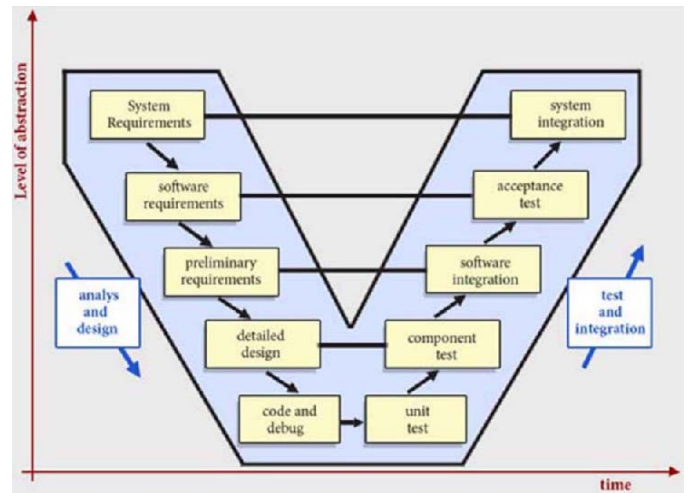 Level of abstraction
System
Requirements
system
integration
software
requirements
acceptance
test
preliminary
requirements
software
integration
analys
and
design
test
and
integration
detailed
design
component
test
code and
debug
unit
test
time